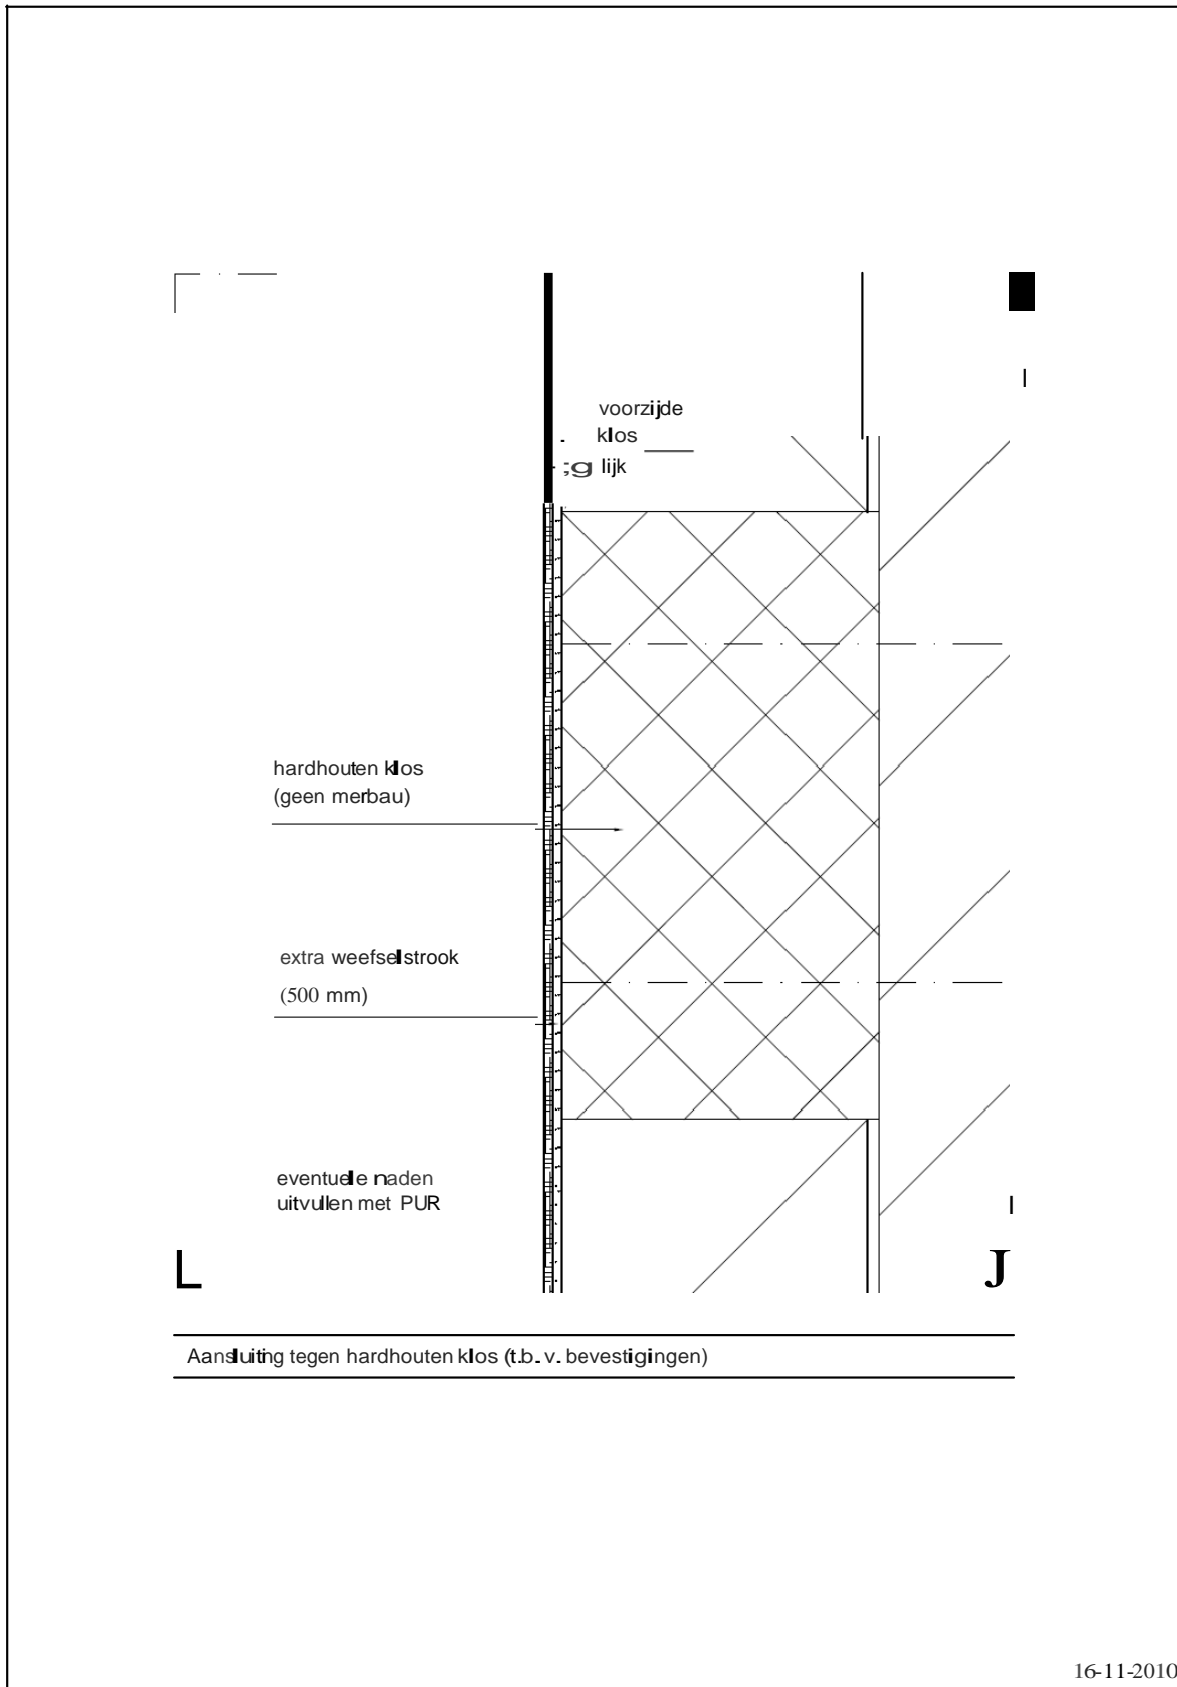 voorzijde
klos
;g lijk
hardhouten klos
(geen merbau)
extra weefselstrook
(500 mm)
eventuele naden
uitvullen met PUR
L
J
Aansluiting tegen hardhouten klos (t.b.v. bevestigingen)
16-11-2010